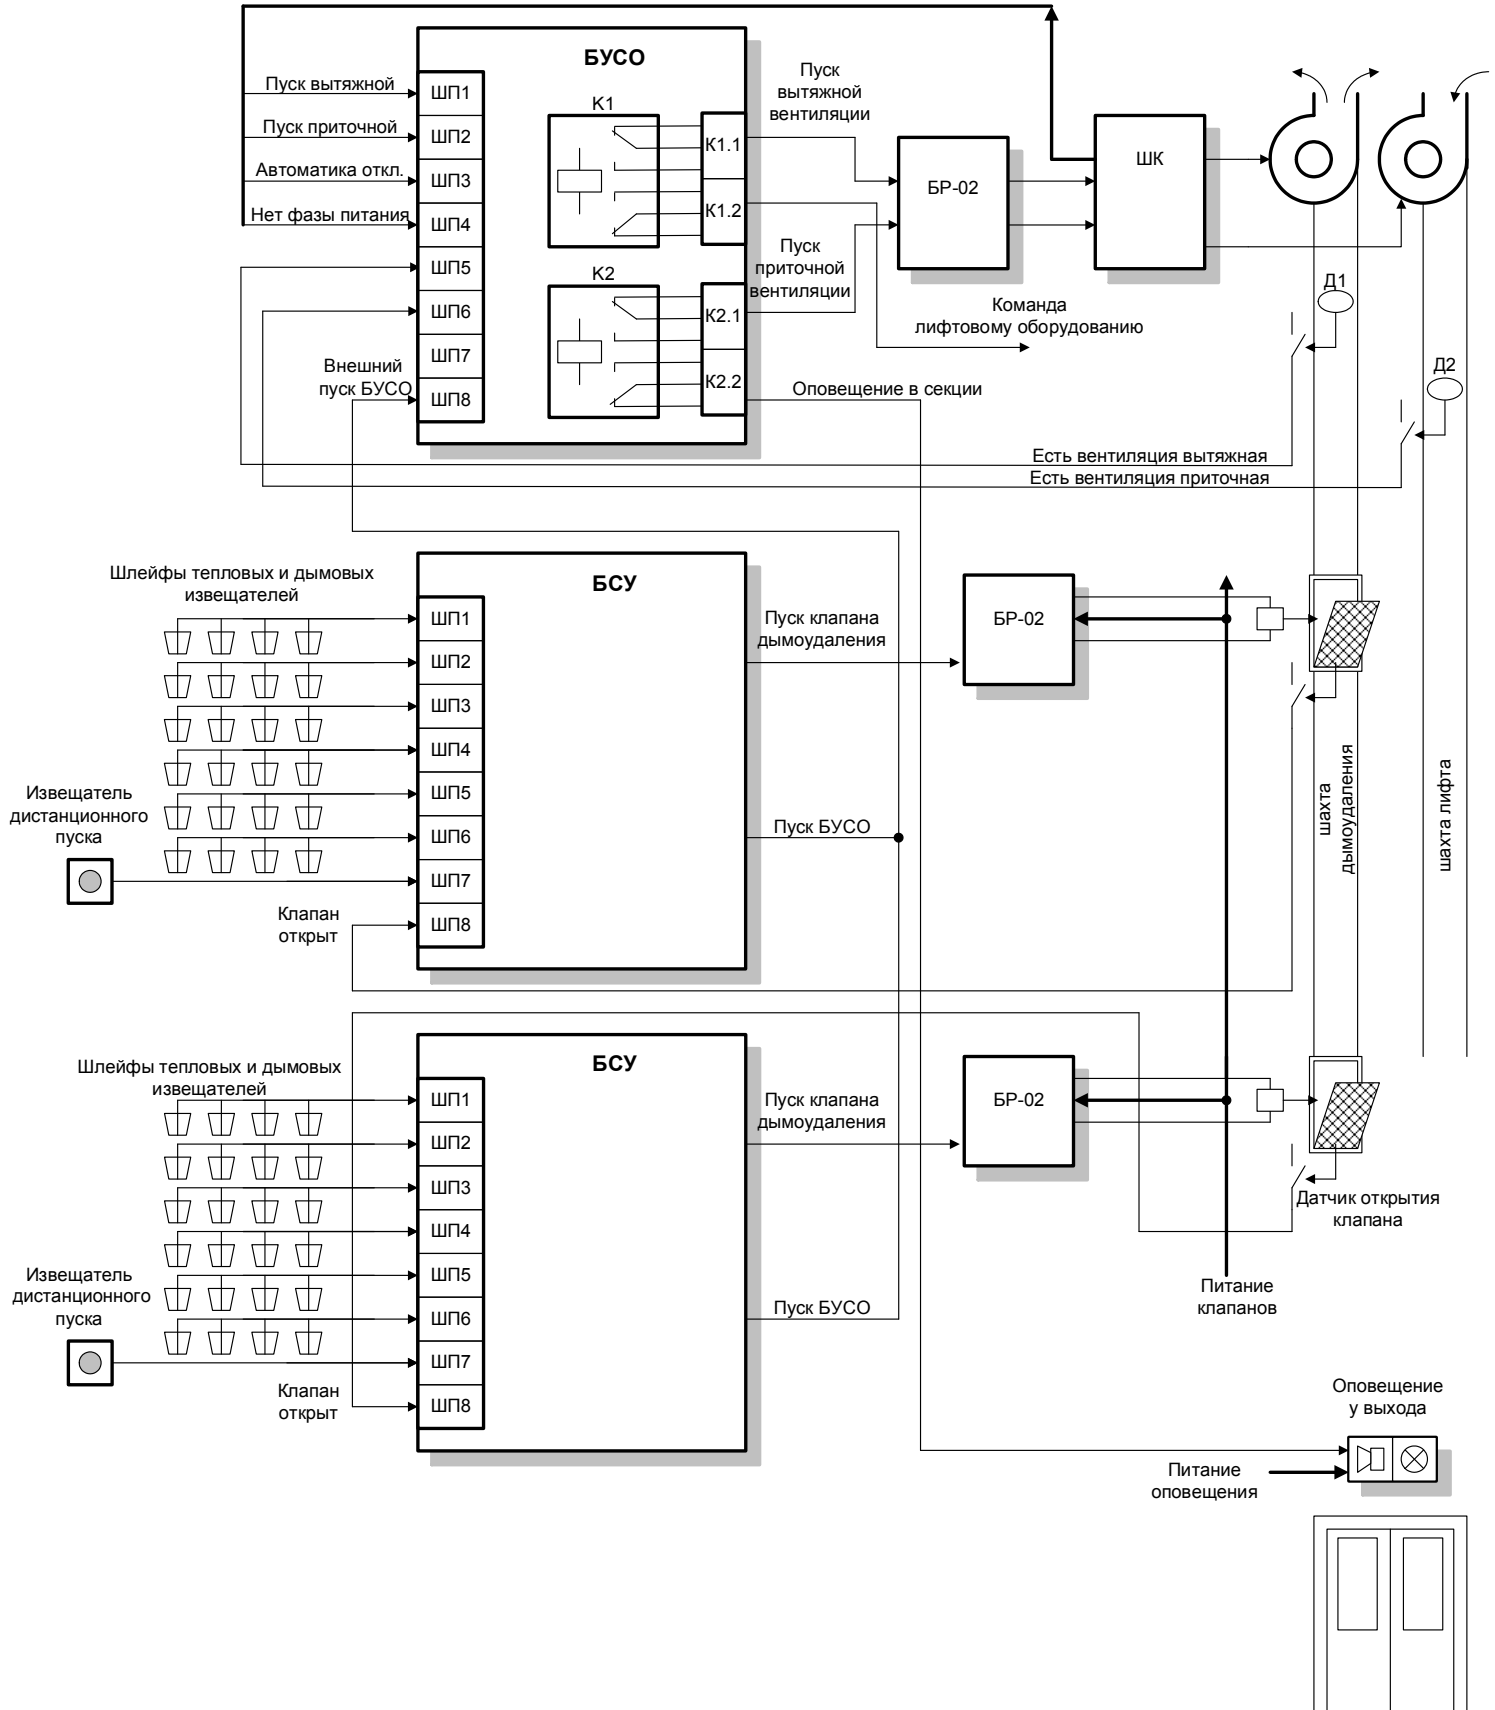 БУСО
Пуск вытяжной
Пуск приточной
Автоматика откл.
Нет фазы питания
ШП1
ШП2
ШП3
ШП4
ШП5
ШП6
ШП7
ШП8
Внешний
пуск БУСО
К1
К1.1
К1.2
К2
К2.1
К2.2
Пуск
вытяжной
вентиляции
Пуск
приточной
вентиляции
БР-02
ШК
Команда
лифтовому оборудованию
Оповещение в секции
Д1
Д2
Есть вентиляция вытяжная
Есть вентиляция приточная
Шлейфы тепловых и дымовых
извещателей
БСУ
ШП1
ШП2
ШП3
ШП4
ШП5
ШП6
ШП7
ШП8
Извещатель
дистанционного
пуска
Клапан
открыт
Пуск клапана
дымоудаления
Пуск БУСО
БР-02
шахта
дымоудаления
шахта лифта
Шлейфы тепловых и дымовых
извещателей
БСУ
ШП1
ШП2
ШП3
ШП4
ШП5
ШП6
ШП7
ШП8
Извещатель
дистанционного
пуска
Клапан
открыт
Пуск клапана
дымоудаления
Пуск БУСО
БР-02
Датчик открытия
клапана
Питание
клапанов
Оповещение
у выхода
Питание
оповещения